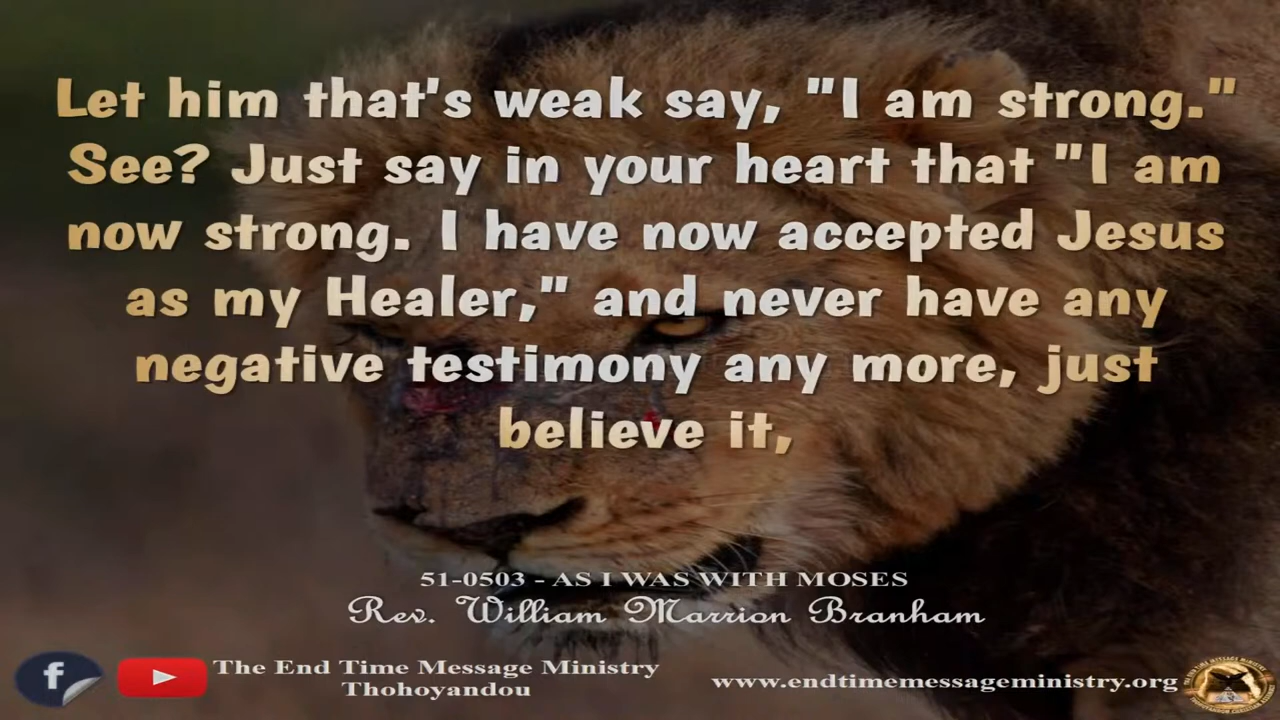 Let him that's weak say, "I am strong."
See? Just say in your heart that "I am
now strong. I have now accepted Jesus
as my Healer," and never have any
negative testimony any more, just
believe it,
51-0503 - AS I WAS WITH MOSES
Rev. William Marrion Branham
f
The End Time Message Ministry
Thohoyandou
www.endtimemessageministry.org